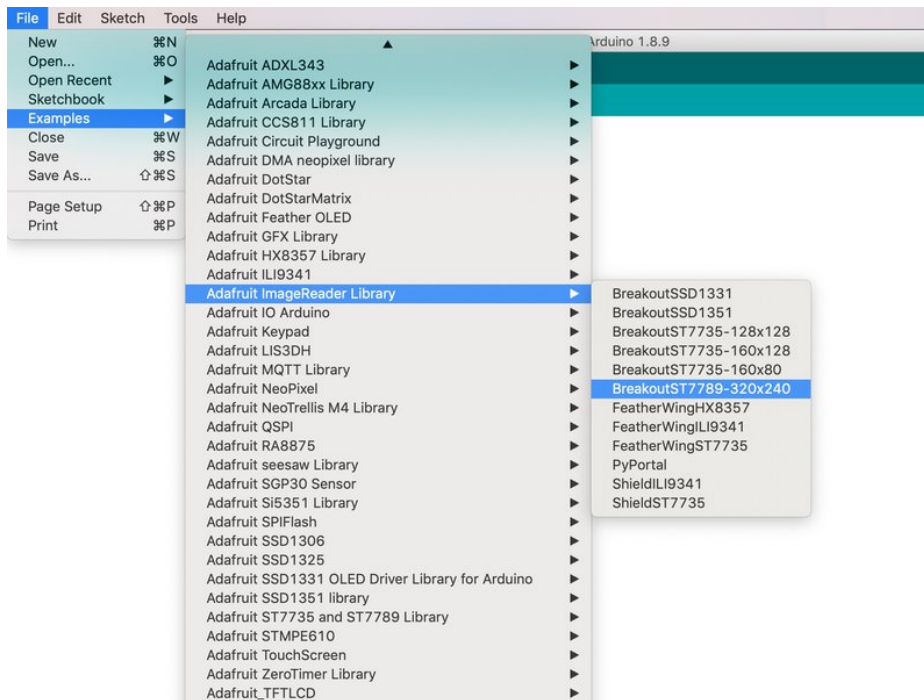 File Edit Sketch Tools Help
Arduino 1.8.9
New ⌘N
Open... ⌘O
Open Recent ▶
Sketchbook ▶
Examples ▶
Close ⌘W
Save ⌘S
Save As... ⇧⌘S
Page Setup ⇧⌘P
Print ⌘P
▲
Adafruit ADXL343 ▶
Adafruit AMG88xx Library ▶
Adafruit Arcada Library ▶
Adafruit CCS811 Library ▶
Adafruit Circuit Playground ▶
Adafruit DMA neopixel library ▶
Adafruit DotStar ▶
Adafruit DotStarMatrix ▶
Adafruit Feather OLED ▶
Adafruit GFX Library ▶
Adafruit HX8357 Library ▶
Adafruit ILI9341 ▶
Adafruit ImageReader Library ▶
Adafruit IO Arduino ▶
Adafruit Keypad ▶
Adafruit LIS3DH ▶
Adafruit MQTT Library ▶
Adafruit NeoPixel ▶
Adafruit NeoTrellis M4 Library ▶
Adafruit QSPI ▶
Adafruit RA8875 ▶
Adafruit seesaw Library ▶
Adafruit SGP30 Sensor ▶
Adafruit Si5351 Library ▶
Adafruit SPIFlash ▶
Adafruit SSD1306 ▶
Adafruit SSD1325 ▶
Adafruit SSD1331 OLED Driver Library for Arduino ▶
Adafruit SSD1351 library ▶
Adafruit ST7735 and ST7789 Library ▶
Adafruit STMPE610 ▶
Adafruit TouchScreen ▶
Adafruit ZeroTimer Library ▶
Adafruit_TFTLCD ▶
BreakoutSSD1331
BreakoutSSD1351
BreakoutST7735-128x128
BreakoutST7735-160x128
BreakoutST7735-160x80
BreakoutST7789-320x240
FeatherWingHX8357
FeatherWingILI9341
FeatherWingST7735
PyPortal
ShieldILI9341
ShieldST7735